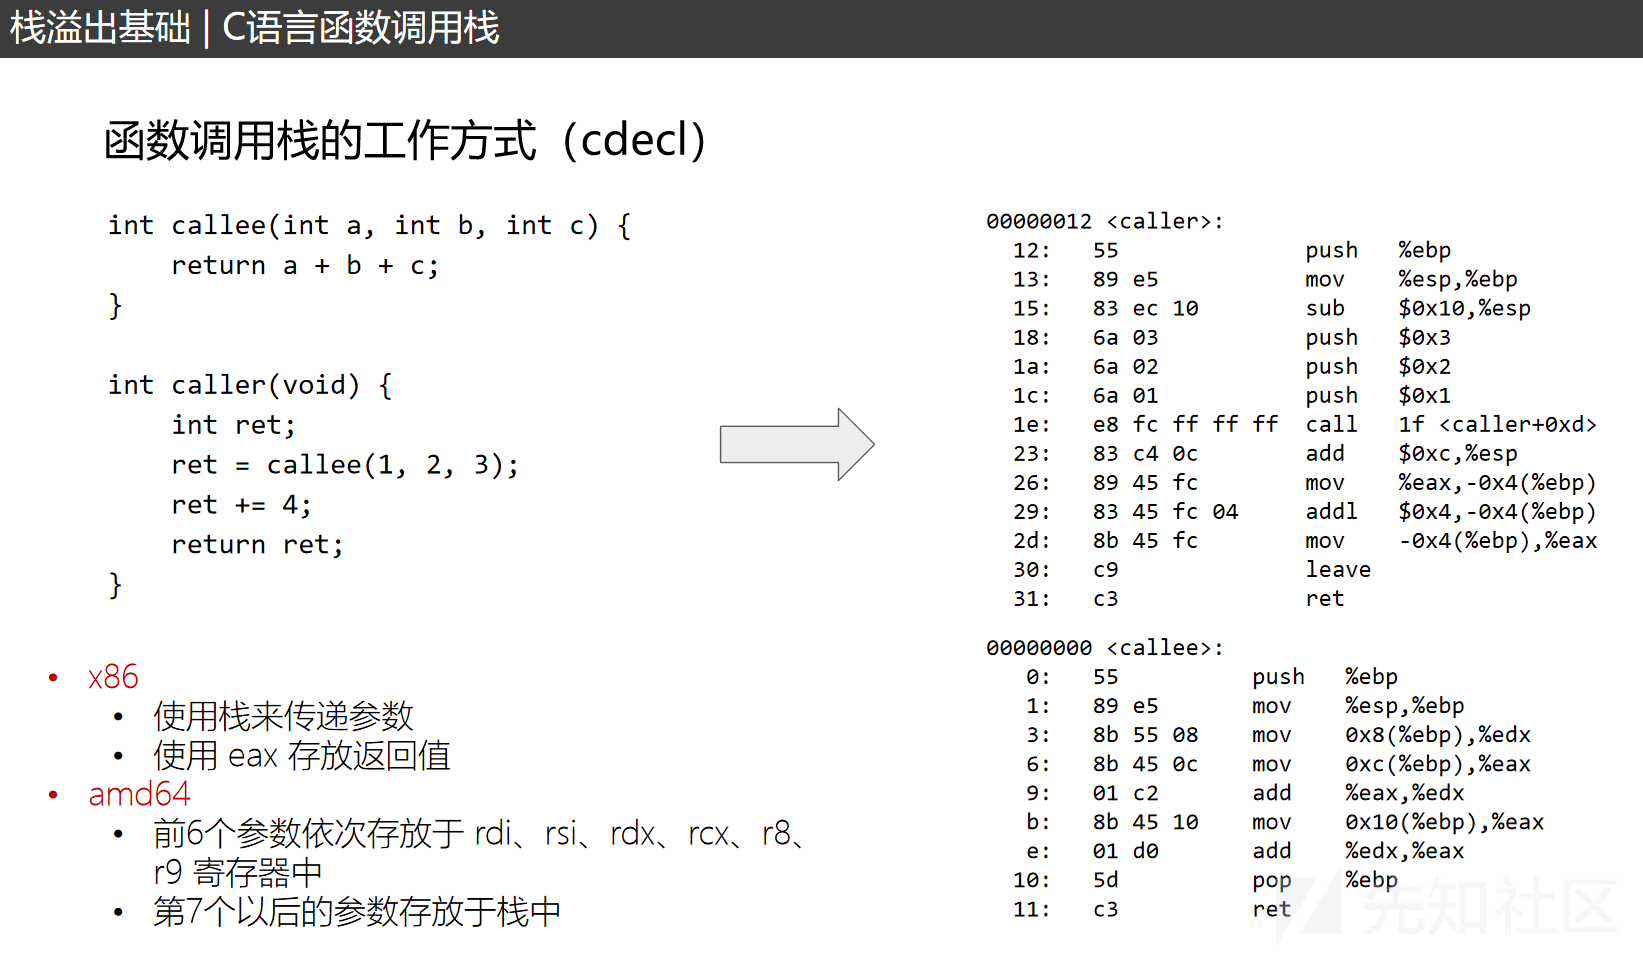 栈溢出基础 | C语言函数调用栈
函数调用栈的工作方式（cdecl）
int callee(int a, int b, int c) {
    return a + b + c;
}
int caller(void) {
    int ret;
    ret = callee(1, 2, 3);
    ret += 4;
    return ret;
}
• x86
• 使用栈来传递参数
• 使用 eax 存放返回值
• amd64
• 前6个参数依次存放于 rdi、rsi、rdx、rcx、r8、
r9 寄存器中
• 第7个以后的参数存放于栈中
00000012 <caller>:
12: 55 push %ebp
13: 89 e5 mov %esp,%ebp
15: 83 ec 10 sub $0x10,%esp
18: 6a 03 push $0x3
1a: 6a 02 push $0x2
1c: 6a 01 push $0x1
1e: e8 fc ff ff ff call 1f <caller+0xd>
23: 83 c4 0c add $0xc,%esp
26: 89 45 fc mov %eax,-0x4(%ebp)
29: 83 45 fc 04 addl $0x4,-0x4(%ebp)
2d: 8b 45 fc mov -0x4(%ebp),%eax
30: c9 leave
31: c3 ret
00000000 <callee>:
0: 55 push %ebp
1: 89 e5 mov %esp,%ebp
3: 8b 55 08 mov 0x8(%ebp),%edx
6: 8b 45 0c mov 0xc(%ebp),%eax
9: 01 c2 add %eax,%edx
b: 8b 45 10 mov 0x10(%ebp),%eax
e: 01 d0 add %edx,%eax
10: 5d pop %ebp
11: c3 ret
先知社区